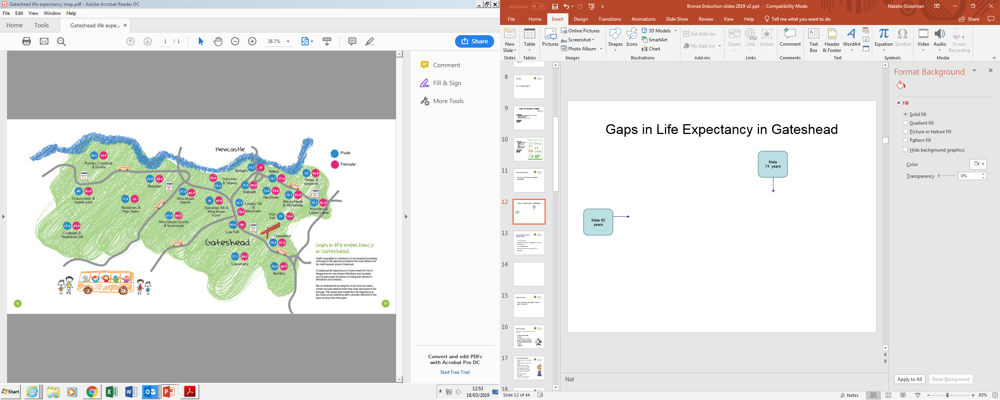 Gateshead life expectancy map.pdf - Adobe Acrobat Reader DC
File Edit View Window Help
Home Tools Gateshead life expe... ×
1 / 1 38.7% Share
Comment
Fill & Sign
More Tools
Convert and edit PDFs
with Acrobat Pro DC
Start Free Trial
Newcastle
Male
Female
80.2 82.9
Ryton, Crookhill
& Stella
SERVICE 11
80 81.4
Crawcrook &
Greenside
75.8 79.8
Blaydon
SERVICE 97
77.6 83
Winlaton &
High Spen
77.4 82.9
Whickham
North
81.4 86.6
Whickham South
& Sunniside
77.8 83.6
Chopwell &
Rowlands Gill
79.4 74.3
Dunston
& Teams
Bridges 71.5 78
75.5 80.4
Saltwell
Felling
74.1 77.8
79 80.8
Pelaw &
Heworth
75.6 79.8
Deckham
78.1 83.3
Windy Nook
& Whitehills
SERVICE 67
79.1 81.3
Wardley &
Leam Lane
78 82.9
Dunston Hill &
Whickham
East
73.7 79.3
Lobley Hill
&
Bensham
High
Fell 75 78.6
80.8 84
Low Fell
SERVICE 21
Chowdene
76.9 81.5
Gateshead
77.1 80.2
Lamesley
78.4 80.4
Birtley
Gaps in life expectancy
in Gateshead
Health inequalities in Gateshead can be measured by looking
at the gaps in life expectancy between the most affluent and
the most deprived areas in Gateshead.
In Gateshead life expectancy is 9.9 years lower for men in
Bridges than for men living in Whickham and Sunniside
and 8.8 years lower for women in Felling than women in
Whickham and Sunniside.
We can illustrate this by using four of our local bus routes,
chosen because between them they cover every ward in the
borough. This reveals stark variations in life expectancy as
you travel across Gateshead with a dramatic difference in the
space of only a few miles apart.
11
12
Start
12:53
18/03/2019
AutoSave Off
Bronze Induction slides 2019 v2.ppt - Compatibility Mode
Natalie Goodman
File Home Insert Design Transitions Animations Slide Show Review View Help Tell me what you want to do Share
New
Slide
Slides
Table
Tables
Pictures
Online Pictures
Screenshot
Photo Album
Images
Shapes
Icons
3D Models
SmartArt
Chart
Illustrations
Get Add-ins
My Add-ins
Add-ins
Zoom Link Action
Links
Comment
Comments
Text
Box
Header
& Footer
WordArt
Text
Equation Symbol
Symbols
Video Audio Screen
Recording
Media
8
Why Workplace Health?
9
Why Workplace Health
10
11
12
Gaps in Life Expectancy in Gateshead
13
14
15
16
17
18
Gaps in Life Expectancy in Gateshead
Male
74 years
Male 80
years
Nat
Format Background
Fill
Solid fill
Gradient fill
Picture or texture fill
Pattern fill
Hide background graphics
Color
Transparency 0%
Apply to All Reset Background
Slide 12 of 44
Notes
83%